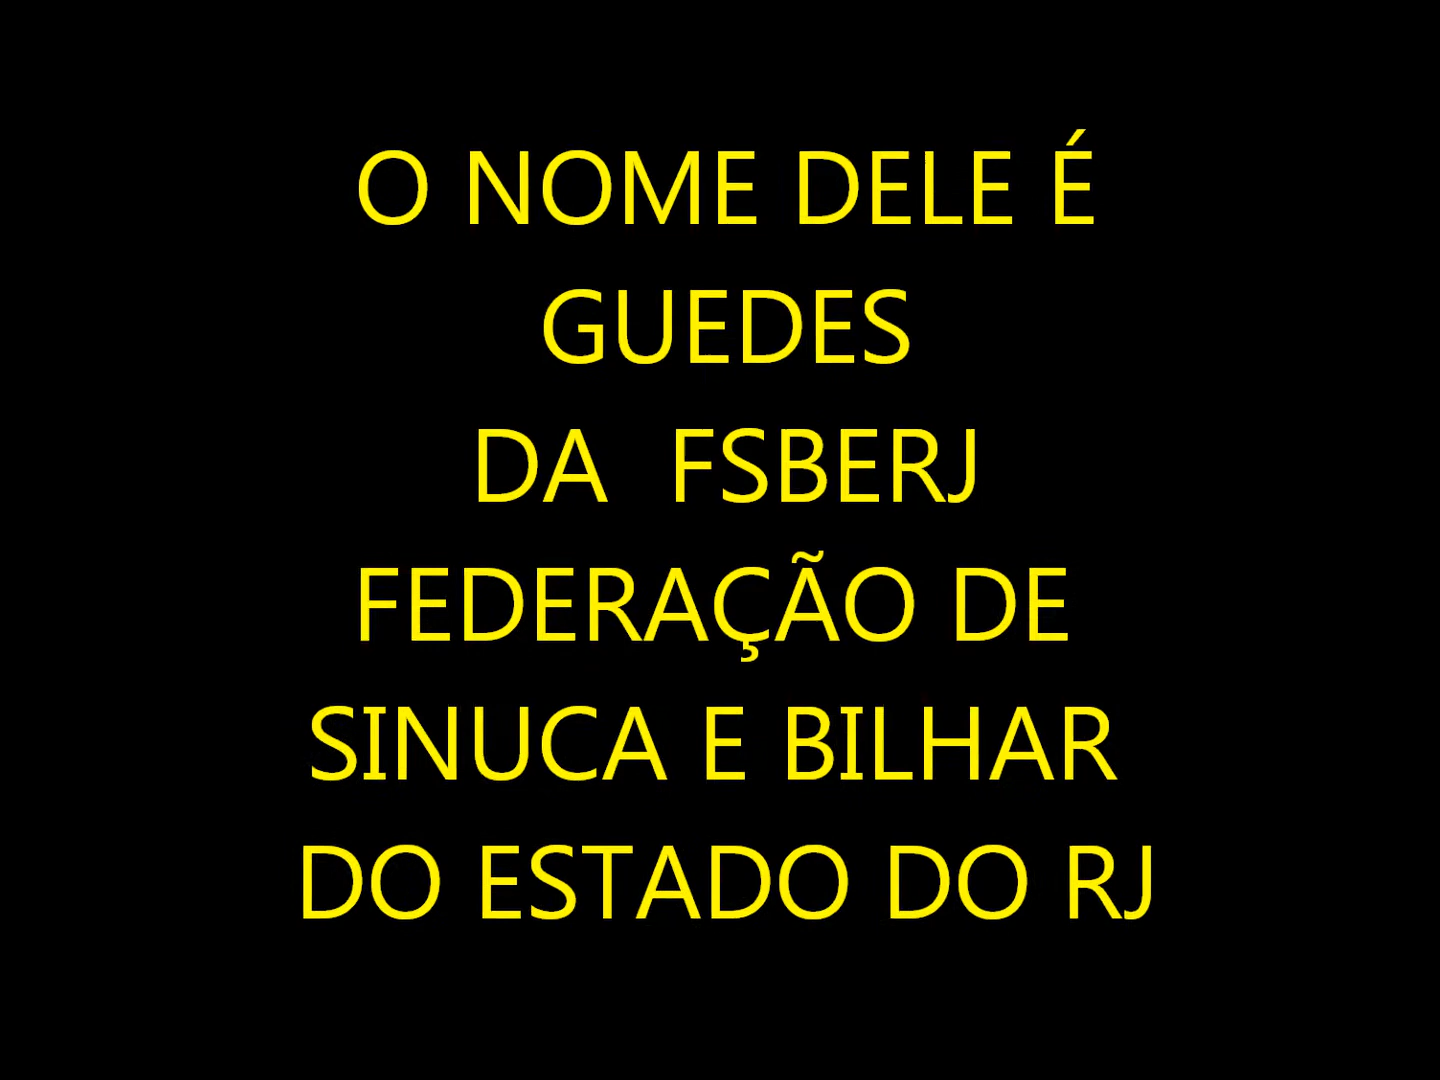 O NOME DELE É
GUEDES
DA  FSBERJ
FEDERAÇÃO DE
SINUCA E BILHAR
DO ESTADO DO RJ